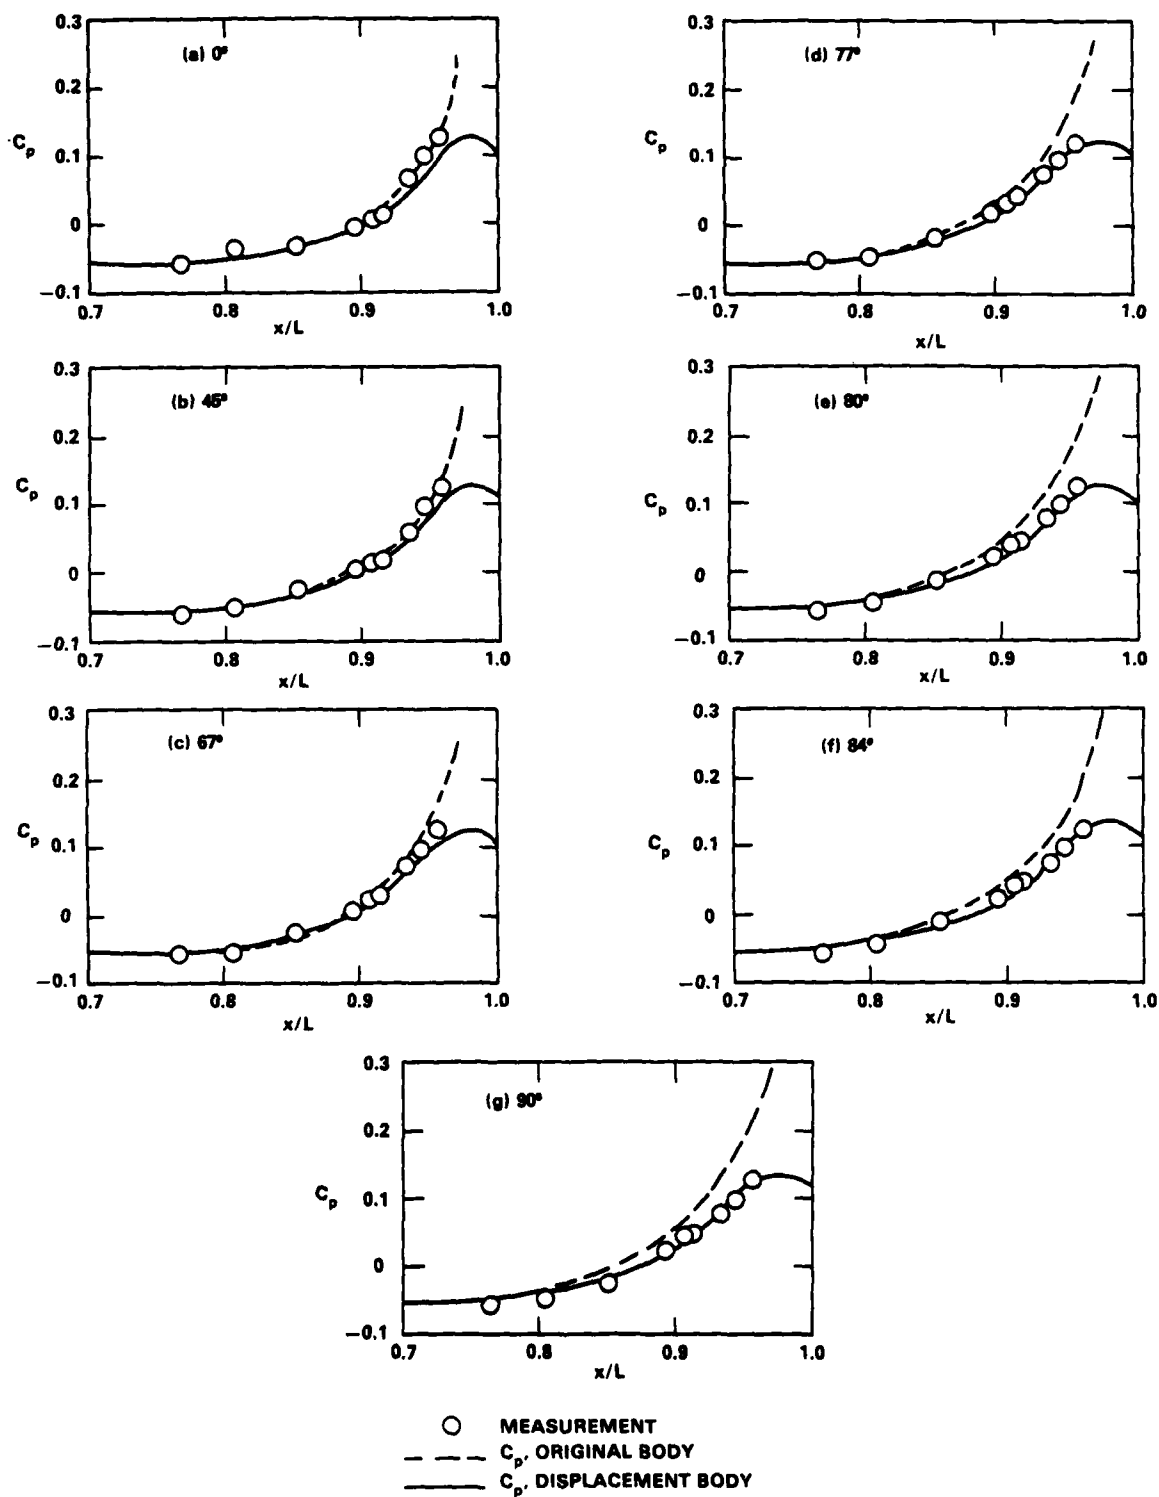 0.3
(a) 0°
0.2
Cp
0.1
0
−0.1
0.7 0.8 0.9 1.0
x/L
0.3
(b) 45°
0.2
Cp
0.1
0
−0.1
0.7 0.8 0.9 1.0
x/L
0.3
(c) 67°
0.2
Cp
0.1
0
−0.1
0.7 0.8 0.9 1.0
x/L
0.3
(d) 77°
0.2
Cp
0.1
0
−0.1
0.7 0.8 0.9 1.0
x/L
0.3
(e) 80°
0.2
Cp 0.1
0
−0.1
0.7 0.8 0.9 1.0
x/L
0.3
(f) 84°
0.2
Cp
0.1
0
−0.1
0.7 0.8 0.9 1.0
x/L
0.3
(g) 90°
0.2
Cp 0.1
0
−0.1
0.7 0.8 0.9 1.0
x/L
MEASUREMENT
Cp, ORIGINAL BODY
Cp, DISPLACEMENT BODY